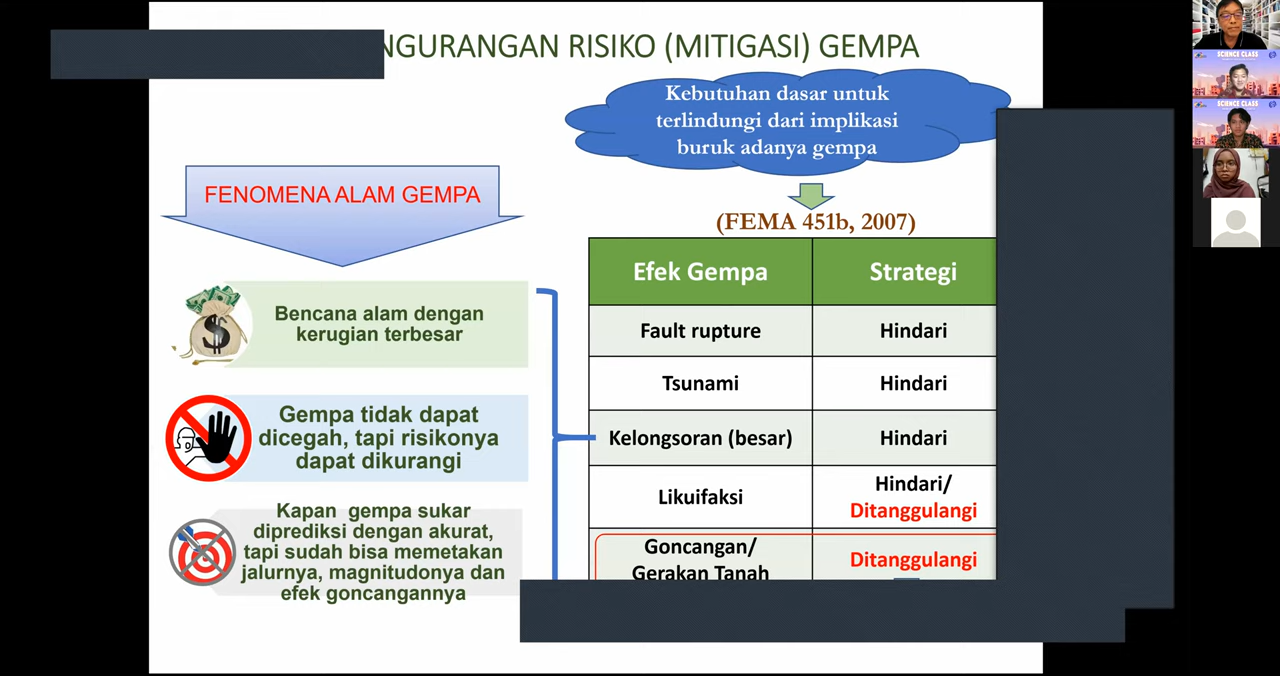 RISIKO (MITIGASI) GEMPA
Kebutuhan dasar untuk
terlindungi dari implikasi
buruk adanya gempa
FENOMENA ALAM GEMPA
(FEMA 451b, 2007)
Efek Gempa Strategi
Fault rupture Hindari
Tsunami Hindari
Kelongsoran (besar) Hindari
Likuifaksi Hindari/
Ditanggulangi
Goncangan/
Gerakan Tanah Ditanggulangi
Bencana alam dengan
kerugian terbesar
Gempa tidak dapat
dicegah, tapi risikonya
dapat dikurangi
Kapan gempa sukar
diprediksi dengan akurat,
tapi sudah bisa memetakan
jalurnya, magnitudonya dan
efek goncangannya
SCIENCE CLASS
SCIENCE CLASS